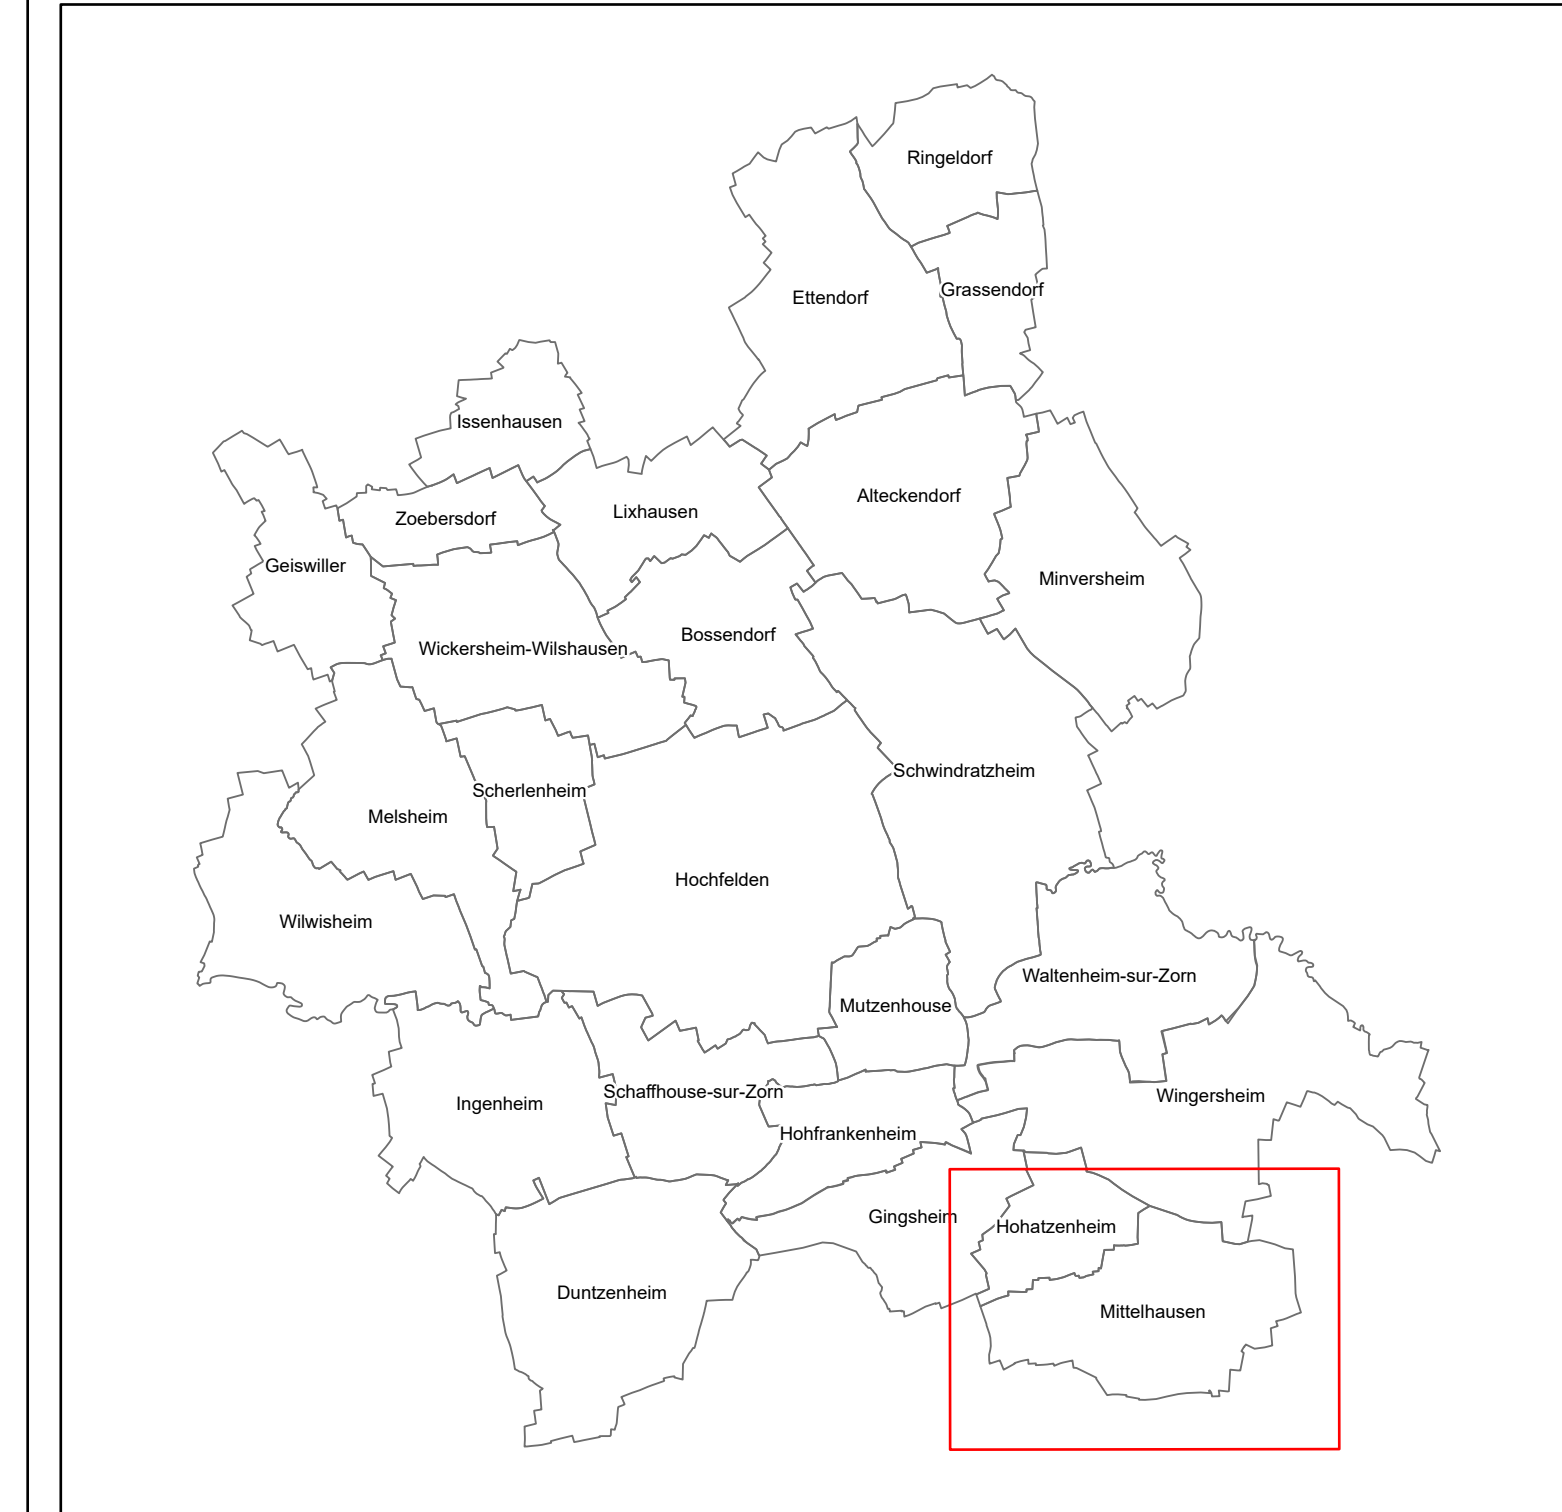 Ringeldorf
Grassendorf
Ettendorf
Issenhausen
Alteckendorf
Lixhausen
Zoebersdorf
Geiswiller
Minversheim
Bossendorf
Wickersheim-Wilshausen
Schwindratzheim
Scherlenheim
Melsheim
Hochfelden
Wilwisheim
Waltenheim-sur-Zorn
Mutzenhouse
Schaffhouse-sur-Zorn
Wingersheim
Ingenheim
Hohfrankenheim
Gingsheim
Hohatzenheim
Duntzenheim
Mittelhausen